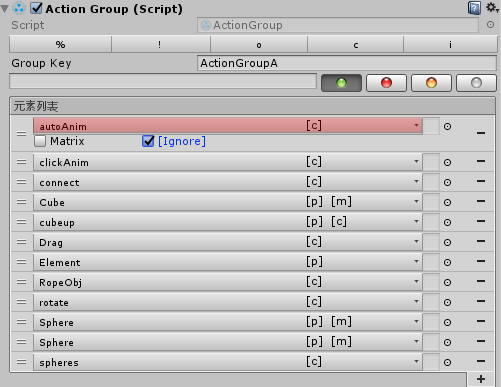 Action Group (Script)
Script ActionGroup
% ! o c i
Group Key ActionGroupA
元素列表
autoAnim [c]
Matrix [Ignore]
clickAnim [c]
connect [c]
Cube [p] [m]
cubeup [p] [c]
Drag [c]
Element [p]
RopeObj [c]
rotate [c]
Sphere [p] [m]
Sphere [p] [m]
spheres [c]